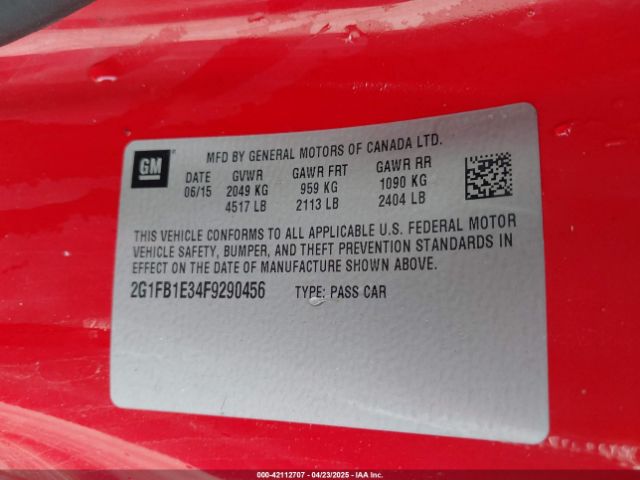 GM
MFD BY GENERAL MOTORS OF CANADA LTD.
DATE GVWR GAWR FRT GAWR RR
06/15 2049 KG 959 KG 1090 KG
4517 LB 2113 LB 2404 LB
THIS VEHICLE CONFORMS TO ALL APPLICABLE U.S. FEDERAL MOTOR
VEHICLE SAFETY, BUMPER, AND THEFT PREVENTION STANDARDS IN
EFFECT ON THE DATE OF MANUFACTURE SHOWN ABOVE.
2G1FB1E34F9290456 TYPE: PASS CAR
000-42112707 - 04/23/2025 - IAAI.COM